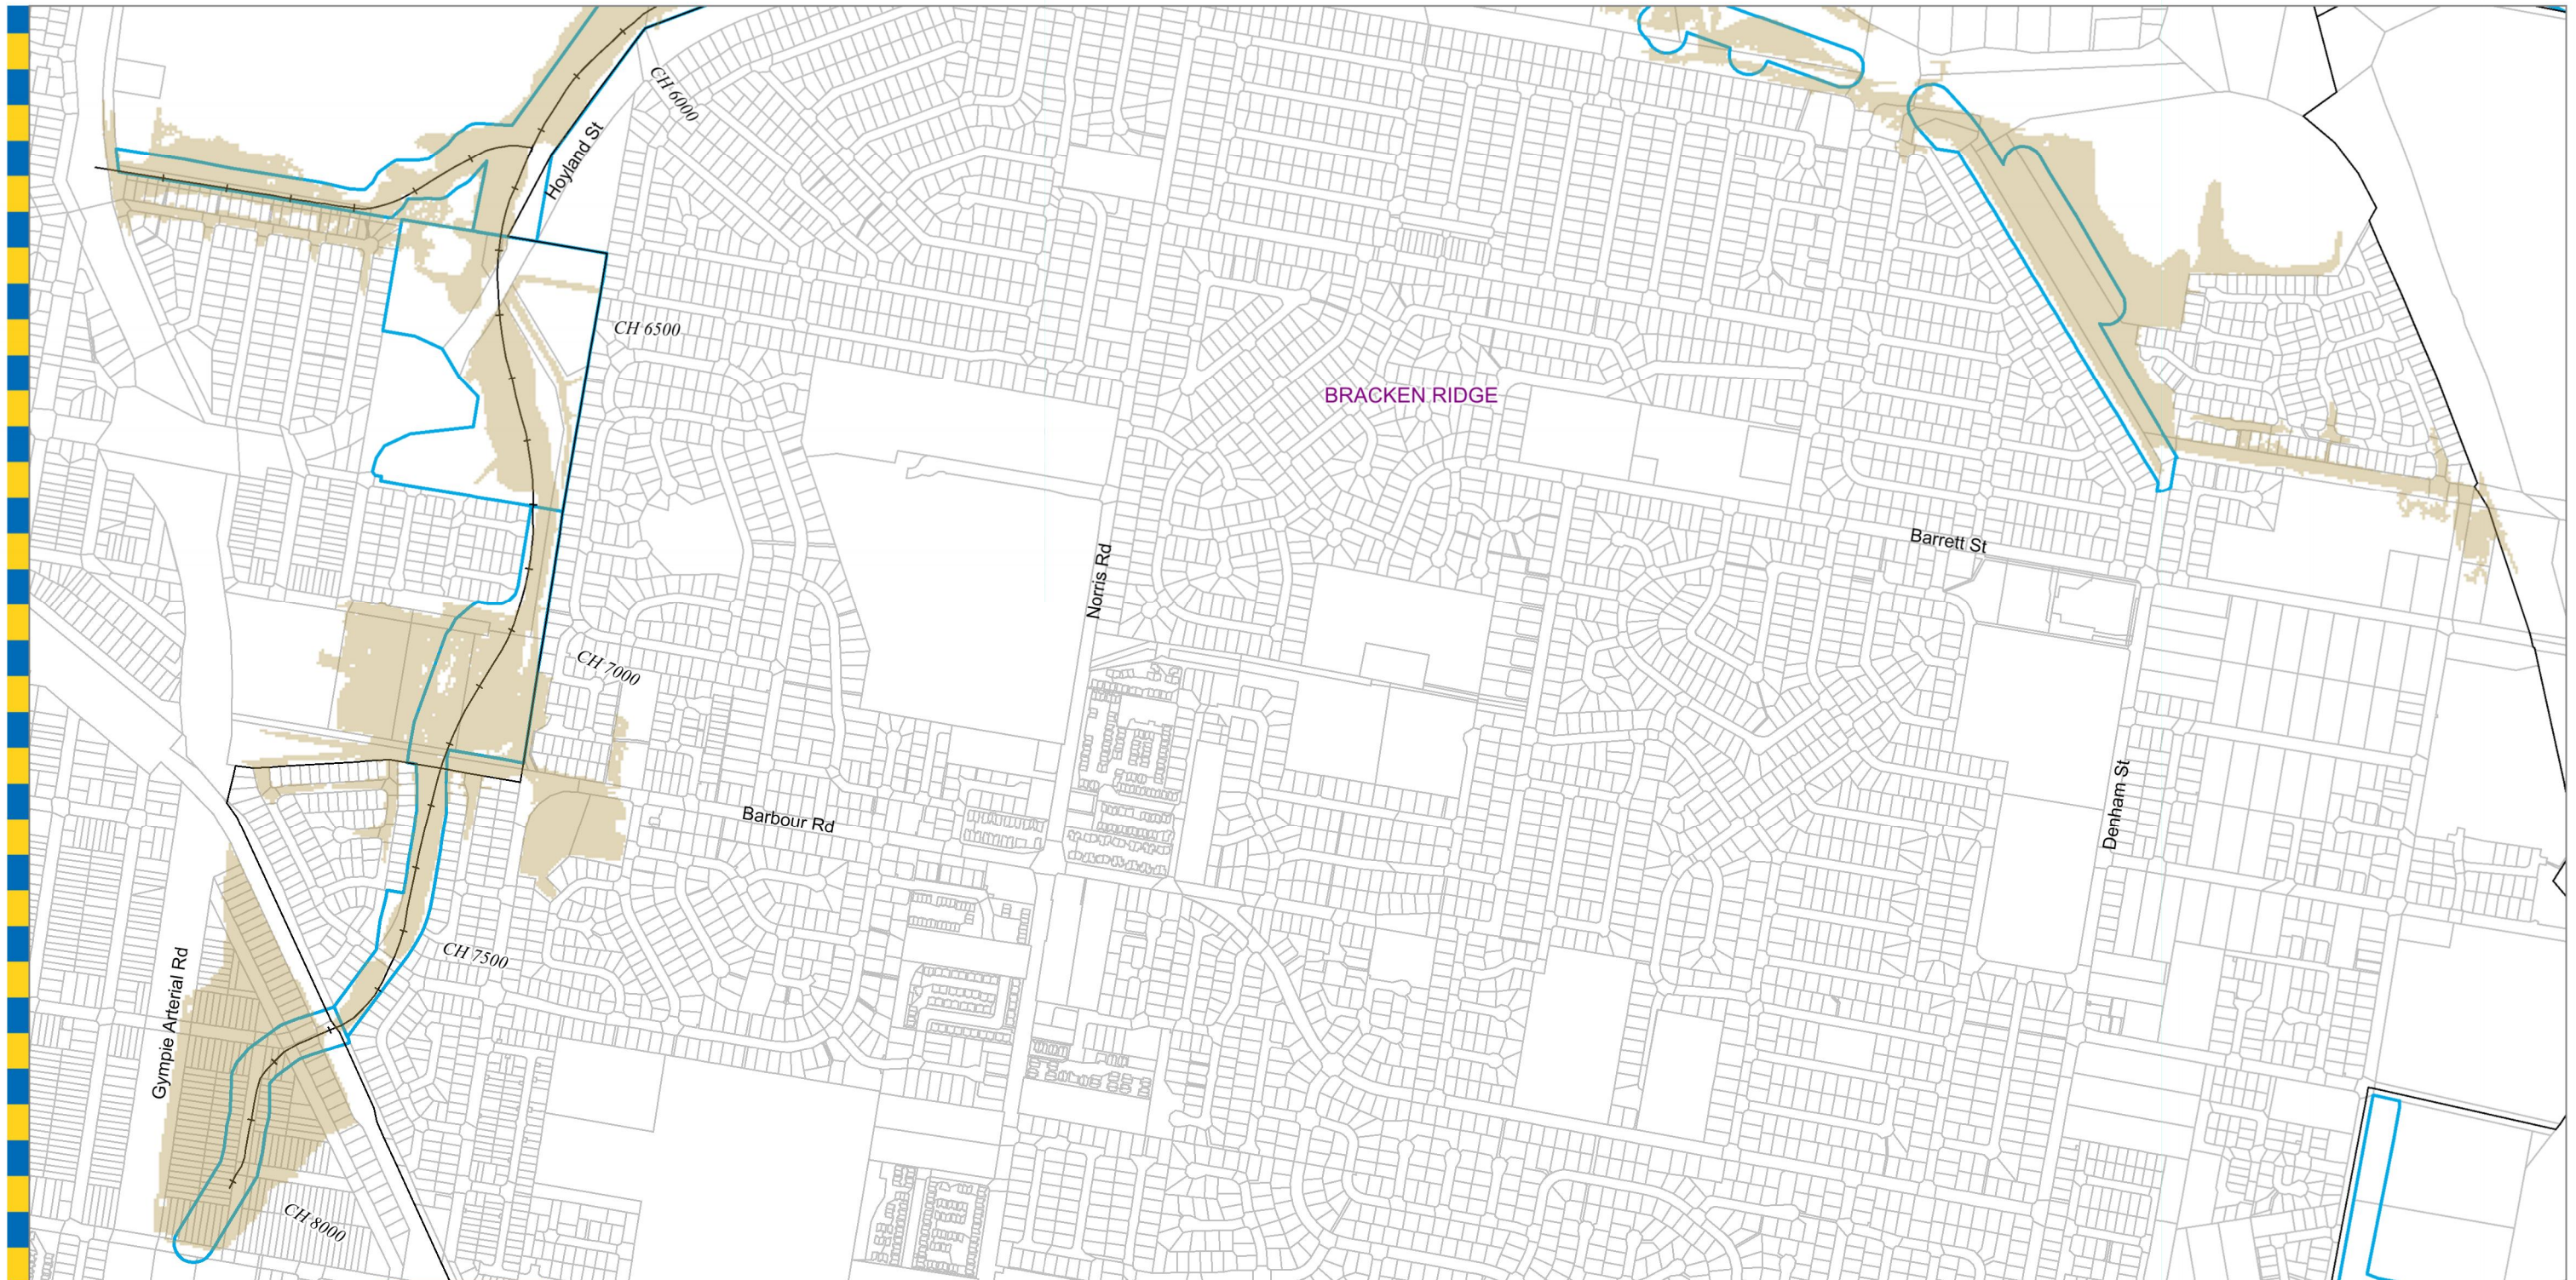 CH 6000
Hoyland St
CH 6500
BRACKEN RIDGE
Barrett St
Norris Rd
CH 7000
Denham St
Barbour Rd
CH 7500
Gympie Arterial Rd
CH 8000